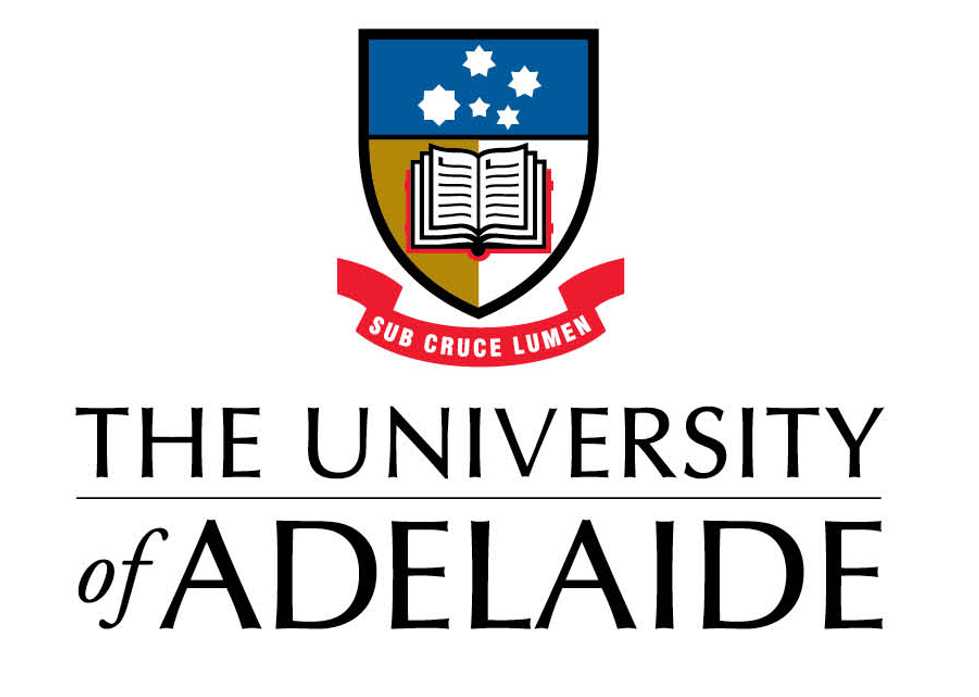 SUB CRUCE LUMEN
THE UNIVERSITY
of ADELAIDE